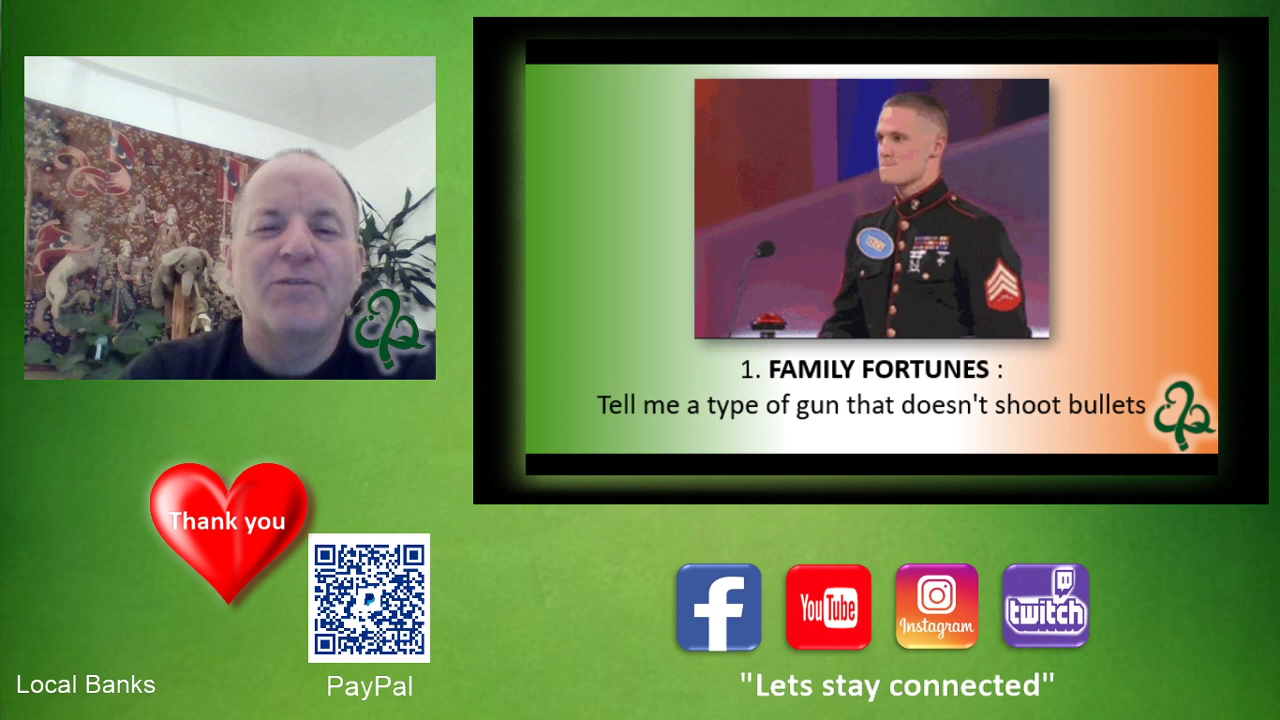 TERRY
1. FAMILY FORTUNES :
Tell me a type of gun that doesn't shoot bullets
Thank you
Local Banks
PayPal
YouTube
Instagram
twitch
"Lets stay connected"